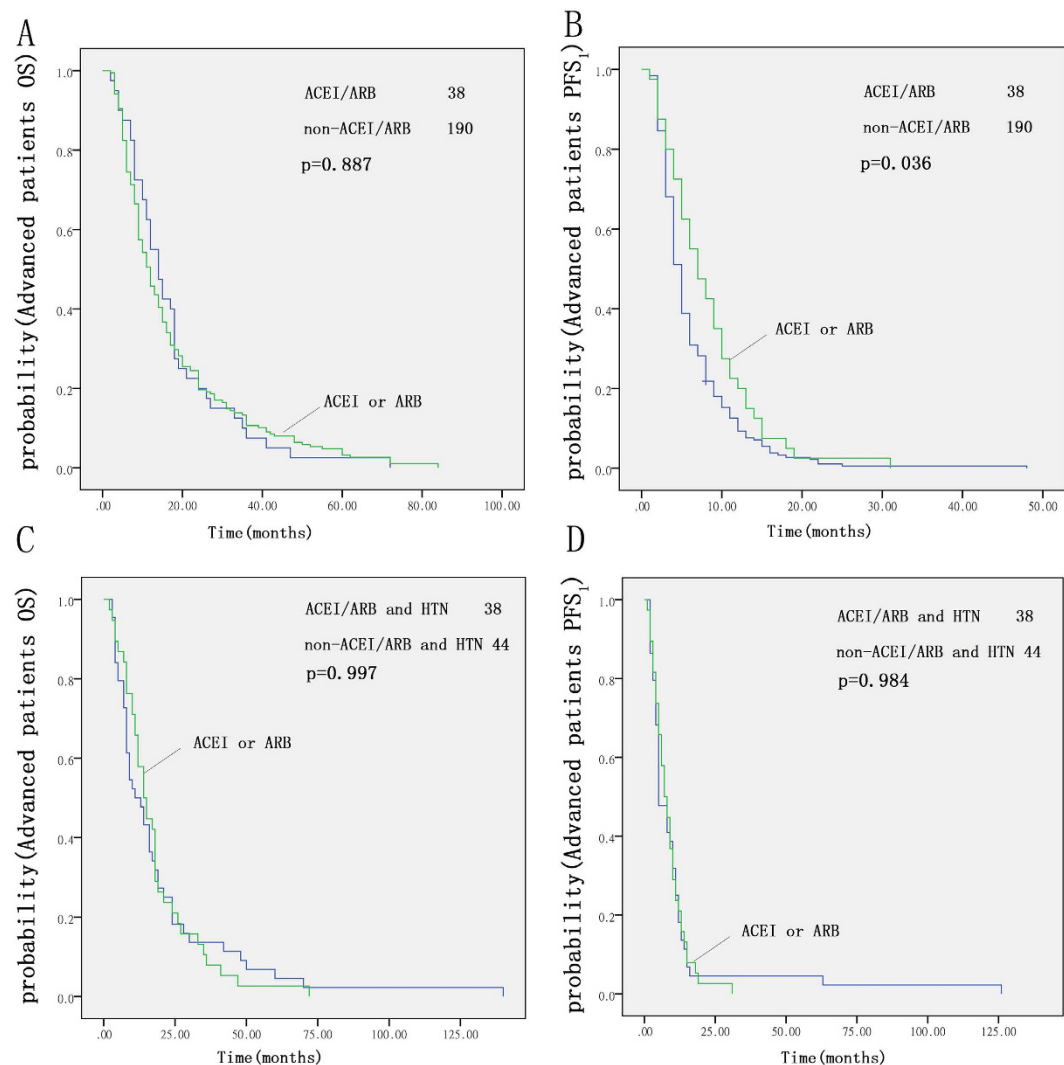 A
probability(Advanced patients OS)
1.0
0.8
0.6
0.4
0.2
0.0
ACEI/ARB 38
non-ACEI/ARB 190
p=0.887
ACEI or ARB
.00 20.00 40.00 60.00 80.00 100.00
Time(months)
B
probability(Advanced patients PFS₁)
1.0
0.8
0.6
0.4
0.2
0.0
ACEI/ARB 38
non-ACEI/ARB 190
p=0.036
ACEI or ARB
.00 10.00 20.00 30.00 40.00 50.00
Time(months)
C
probability(Advanced patients OS)
1.0
0.8
0.6
0.4
0.2
0.0
ACEI/ARB and HTN 38
non-ACEI/ARB and HTN 44
p=0.997
ACEI or ARB
.00 25.00 50.00 75.00 100.00 125.00
Time(months)
D
probability(Advanced patients PFS₁)
1.0
0.8
0.6
0.4
0.2
0.0
ACEI/ARB and HTN 38
non-ACEI/ARB and HTN 44
p=0.984
ACEI or ARB
.00 25.00 50.00 75.00 100.00 125.00
Time(months)